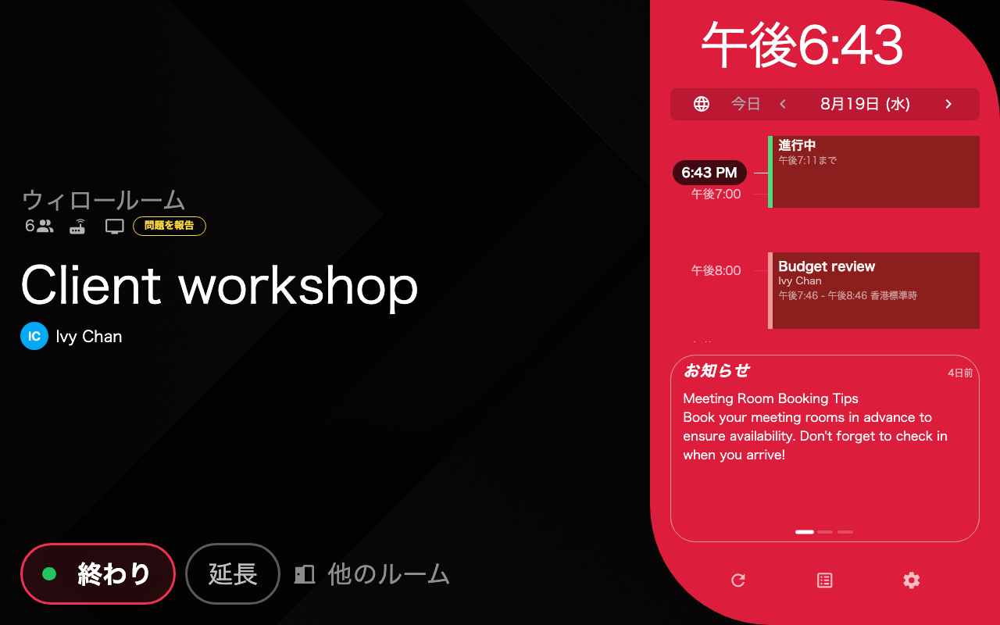 ウィロールーム
6
問題を報告
Client workshop
IC
Ivy Chan
終わり
延長
他のルーム
午後6:43
今日
8月19日 (水)
進行中
午後7:11まで
6:43 PM
午後7:00
午後8:00
Budget review
Ivy Chan
午後7:46 - 午後8:46 香港標準時
お知らせ
4日前
Meeting Room Booking Tips
Book your meeting rooms in advance to
ensure availability. Don't forget to check in
when you arrive!